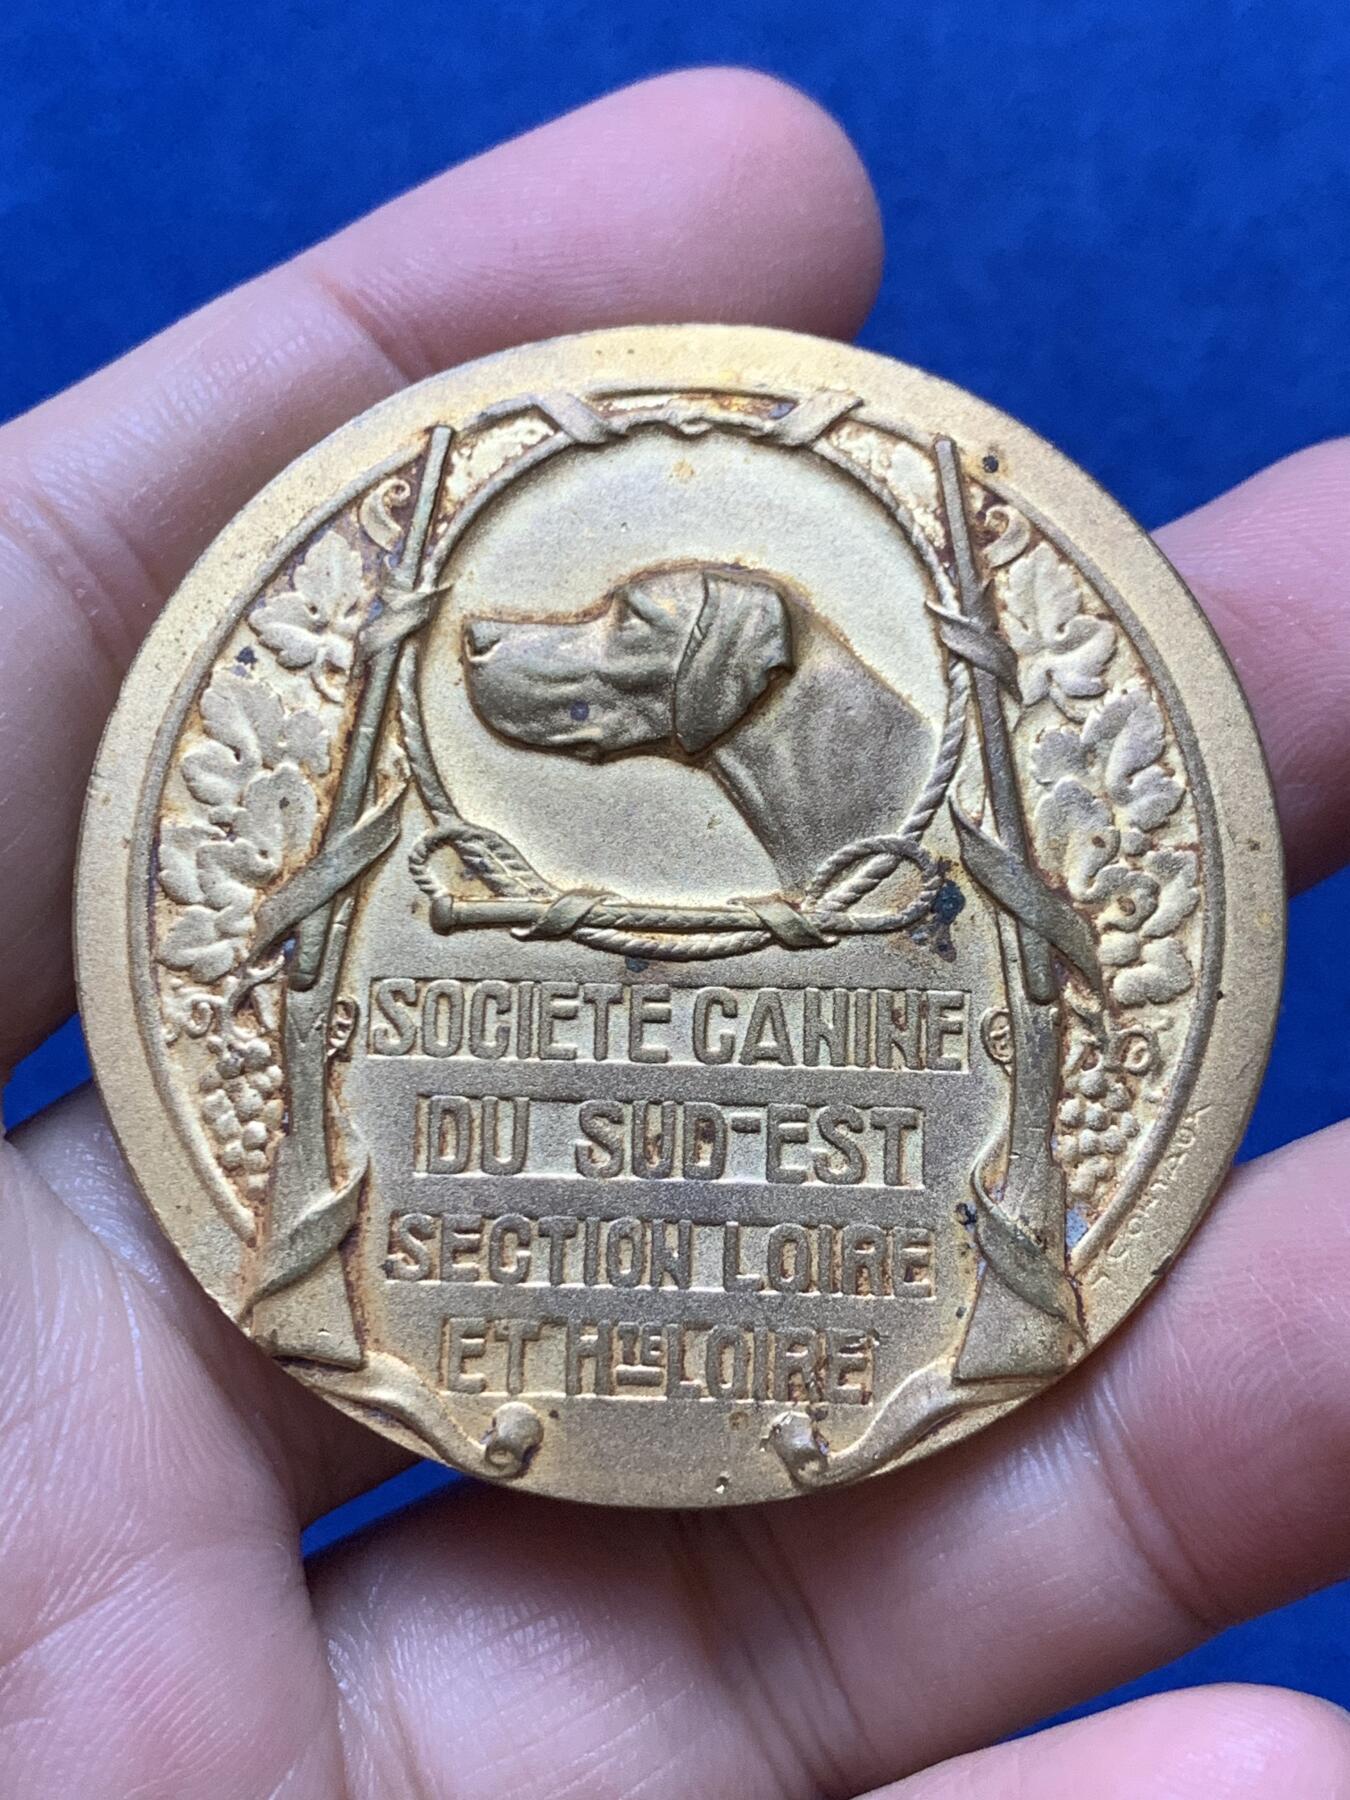 SOCIETE CANINE
DU SUD-EST
SECTION LOIRE
ET Hte LOIRE